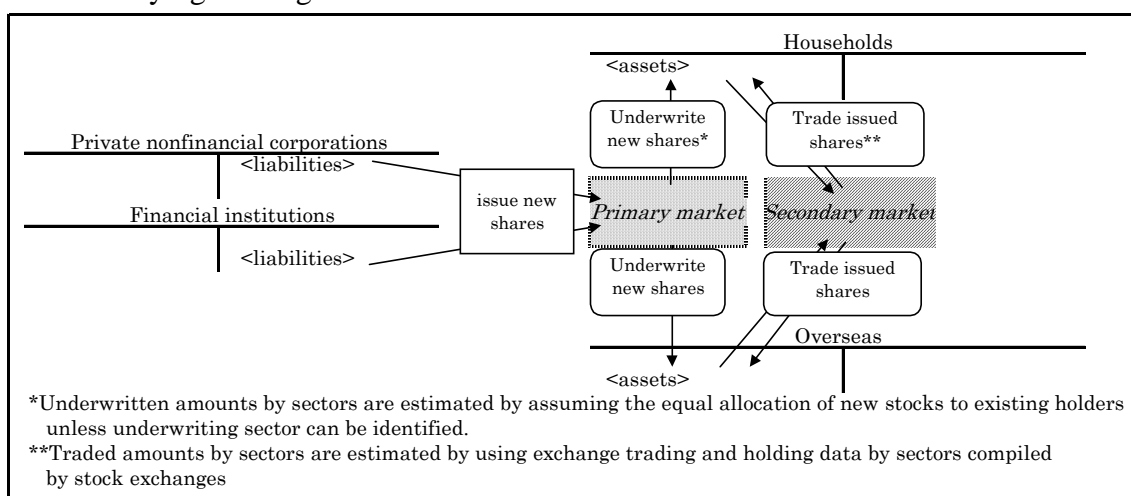 Households
<assets>
Underwrite
new shares*
Trade issued
shares**
Private nonfinancial corporations
<liabilities>
issue new
shares
Primary market
Secondary market
Financial institutions
<liabilities>
Underwrite
new shares
Trade issued
shares
Overseas
<assets>
*Underwritten amounts by sectors are estimated by assuming the equal allocation of new stocks to existing holders
unless underwriting sector can be identified.
**Traded amounts by sectors are estimated by using exchange trading and holding data by sectors compiled
by stock exchanges